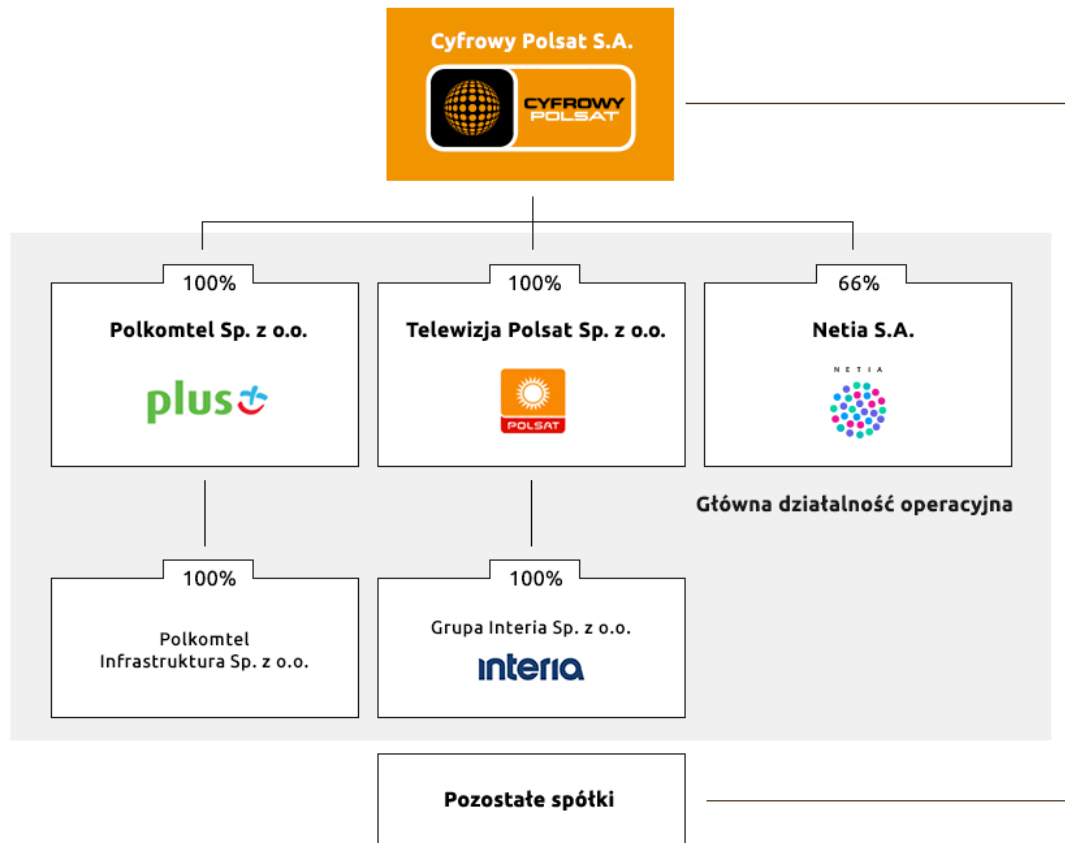 Cyfrowy Polsat S.A.
CYFROWY
POLSAT
100%
100%
66%
Polkomtel Sp. z o.o.
Telewizja Polsat Sp. z o.o.
Netia S.A.
plus
POLSAT
NETIA
Główna działalność operacyjna
100%
100%
Polkomtel
Infrastruktura Sp. z o.o.
Grupa Interia Sp. z o.o.
interia
Pozostałe spółki